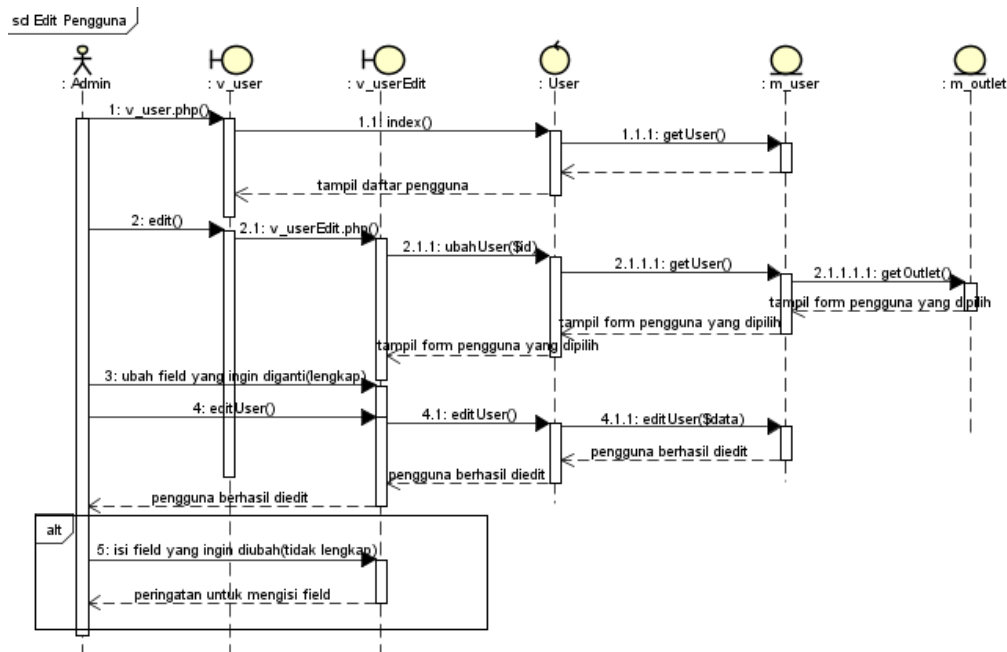 sd Edit Pengguna
: Admin
: v_user
: v_userEdit
: User
: m_user
: m_outlet
1: v_user.php()
1.1: index()
1.1.1: getUser()
tampil daftar pengguna
2: edit()
2.1: v_userEdit.php()
2.1.1: ubahUser($id)
2.1.1.1: getUser()
2.1.1.1.1: getOutlet()
tampil form pengguna yang dipilih
tampil form pengguna yang dipilih
tampil form pengguna yang dipilih
3: ubah field yang ingin diganti(lengkap)
4: editUser()
4.1: editUser()
4.1.1: editUser($data)
pengguna berhasil diedit
pengguna berhasil diedit
pengguna berhasil diedit
alt
5: isi field yang ingin diubah(tidak lengkap)
peringatan untuk mengisi field